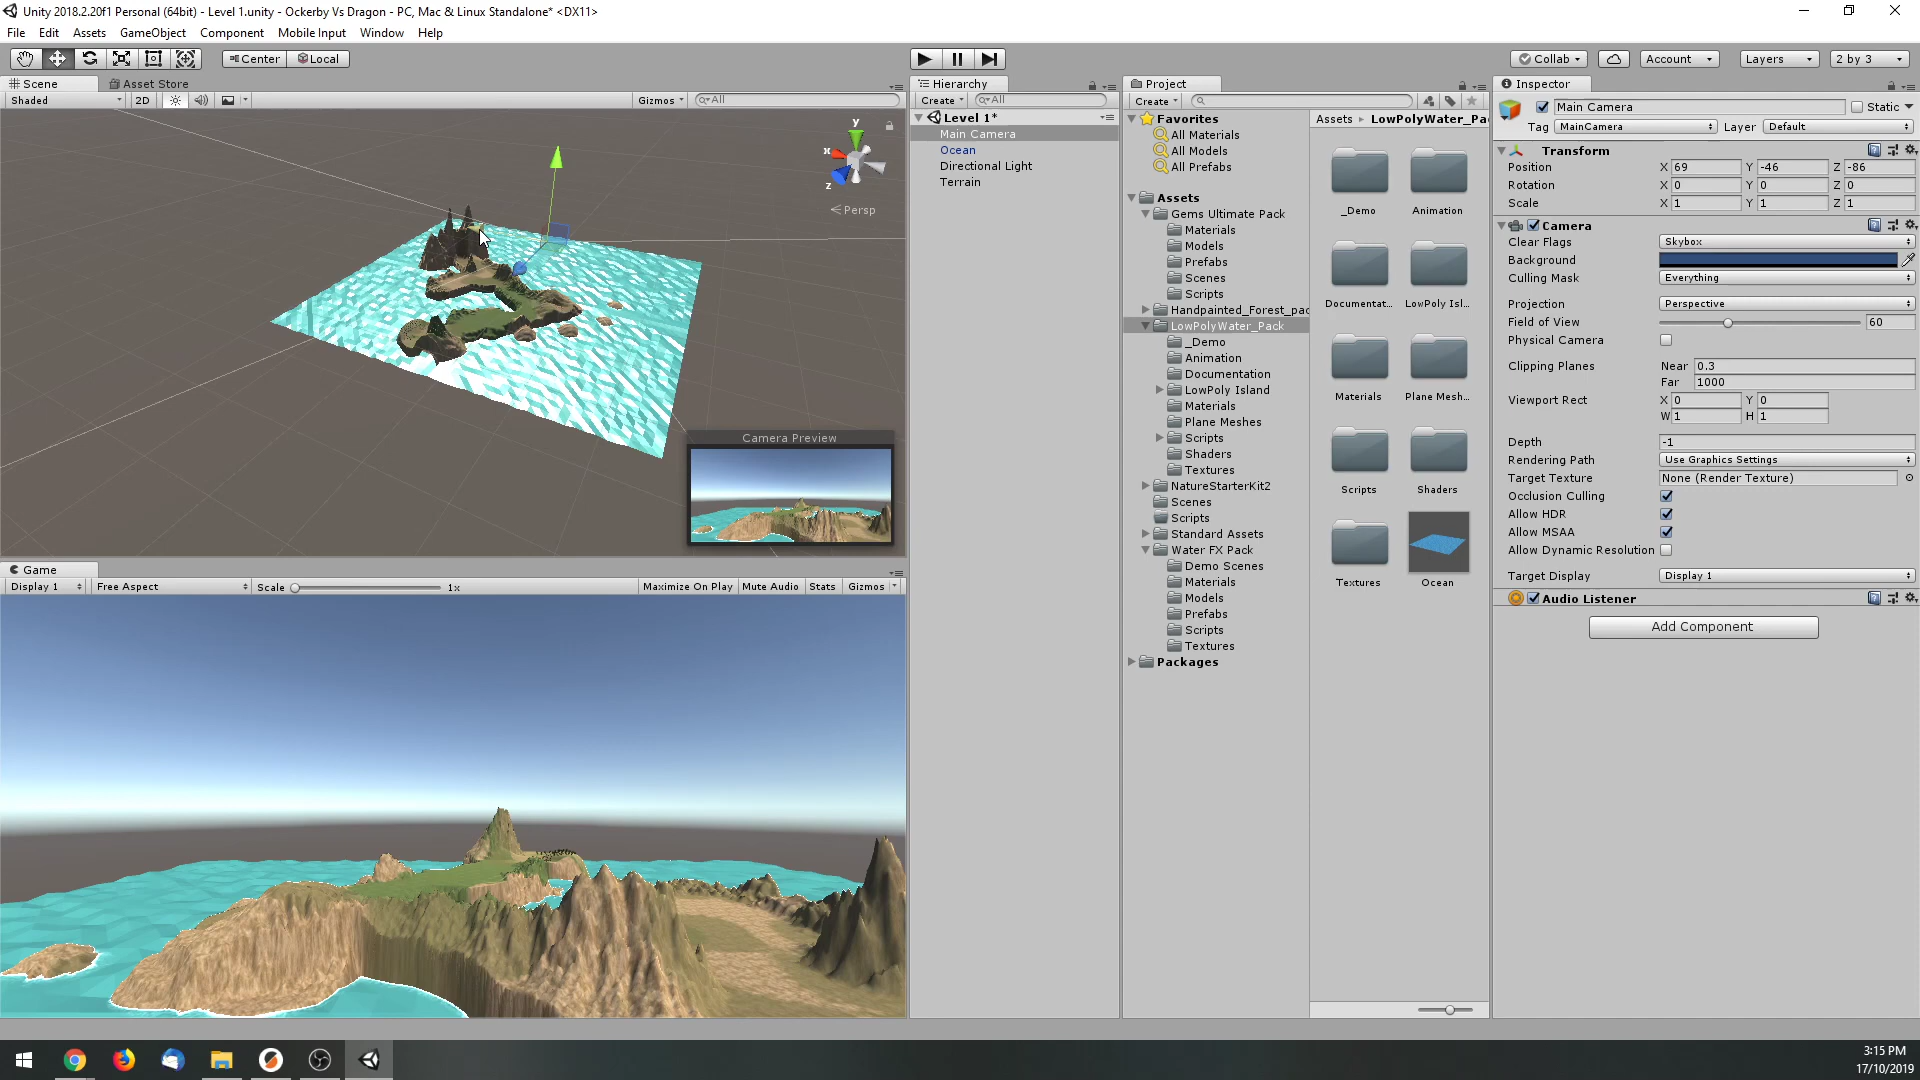 Unity 2018.2.20f1 Personal (64bit) - Level 1.unity - Ockerby Vs Dragon - PC, Mac & Linux Standalone* <DX11>
File Edit Assets GameObject Component Mobile Input Window Help
Center Local
Collab Account Layers 2 by 3
Scene Asset Store
Shaded 2D Gizmos All
y
x
z
Persp
Camera Preview
Game
Display 1 Free Aspect Scale 1x Maximize On Play Mute Audio Stats Gizmos
Hierarchy
Create All
Level 1*
Main Camera
Ocean
Directional Light
Terrain
Project
Create
Favorites
All Materials
All Models
All Prefabs
Assets
Gems Ultimate Pack
Materials
Models
Prefabs
Scenes
Scripts
Handpainted_Forest_pac
LowPolyWater_Pack
_Demo
Animation
Documentation
LowPoly Island
Materials
Plane Meshes
Scripts
Shaders
Textures
NatureStarterKit2
Scenes
Scripts
Standard Assets
Water FX Pack
Demo Scenes
Materials
Models
Prefabs
Scripts
Textures
Packages
Assets LowPolyWater_Pa
_Demo Animation
Documentat... LowPoly Isl...
Materials Plane Mesh...
Scripts Shaders
Textures Ocean
Inspector
Main Camera Static
Tag MainCamera Layer Default
Transform
Position X 69 Y -46 Z -86
Rotation X 0 Y 0 Z 0
Scale X 1 Y 1 Z 1
Camera
Clear Flags Skybox
Background
Culling Mask Everything
Projection Perspective
Field of View 60
Physical Camera
Clipping Planes Near 0.3
Far 1000
Viewport Rect X 0 Y 0
W 1 H 1
Depth -1
Rendering Path Use Graphics Settings
Target Texture None (Render Texture)
Occlusion Culling
Allow HDR
Allow MSAA
Allow Dynamic Resolution
Target Display Display 1
Audio Listener
Add Component
3:15 PM
17/10/2019